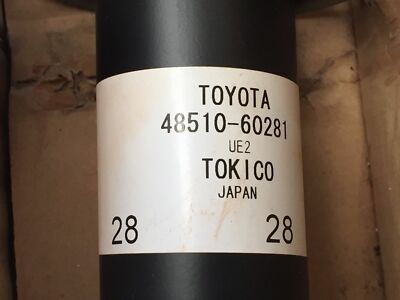 TOYOTA
48510-60281
UE2
TOKICO
JAPAN
28 28